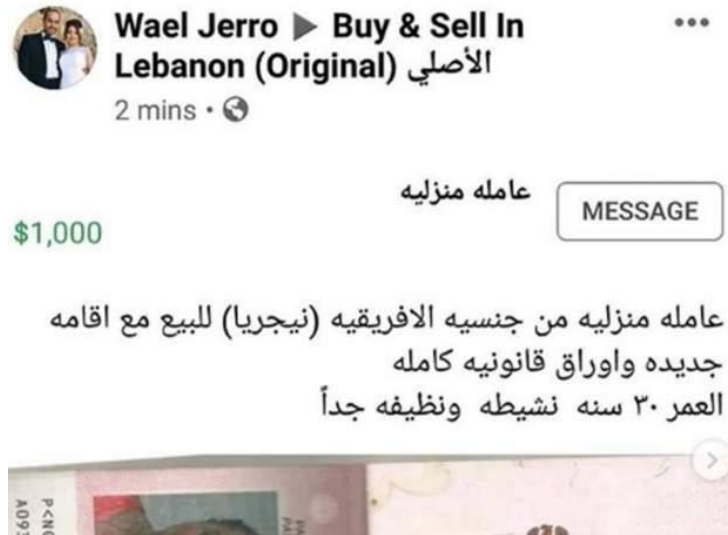 Wael Jerro ▶ Buy & Sell In
Lebanon (Original) الأصلي
2 mins ·
عامله منزليه
MESSAGE
$1,000
عامله منزليه من جنسيه الافريقيه (نيجريا) للبيع مع اقامه
جديده واوراق قانونيه كامله
العمر ٣٠ سنه نشيطه ونظيفه جداً